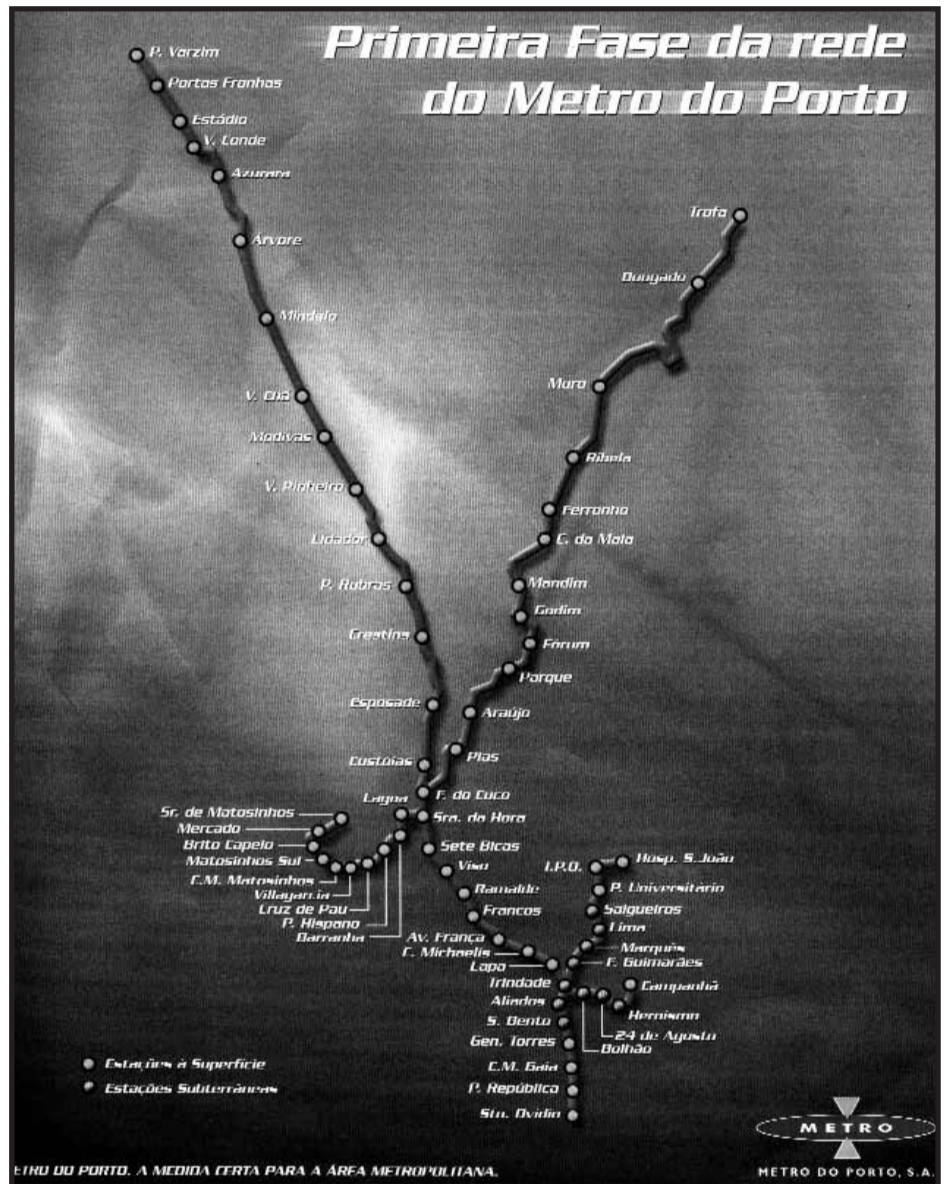 Primeira Fase da rede
do Metro do Porto
P. Varzim
Portas Fronhas
Estádio
V. Conde
Azurara
Árvore
Mindelo
V. Chã
Modivas
V. Pinheiro
Lidador
P. Rubras
Crestins
Esposade
Custóias
Trofa
Bougado
Muro
Ribela
Ferronho
C. da Maia
Mandim
Godim
Fórum
Parque
Araújo
Pias
F. do Cuco
Lagoa
Sra. da Hora
Sr. de Matosinhos
Mercado
Brito Capelo
Matosinhos Sul
C.M. Matosinhos
Villagarcia
Cruz de Pau
P. Hispano
Barranha
Sete Bicas
Viso
Ramalde
Francos
Av. França
C. Michaelis
Lapa
I.P.O.
Hosp. S. João
P. Universitário
Salgueiros
Lima
Marquês
F. Guimarães
Trindade
Campanhã
Aliados
Heroísmo
S. Bento
24 de Agosto
Bolhão
Gen. Torres
C.M. Gaia
P. República
Sto. Ovídio
Estações à Superfície
Estações Subterrâneas
METRO
METRO DO PORTO, S.A.
ETRO DO PORTO. A MEDIDA CERTA PARA A ÁREA METROPOLITANA.